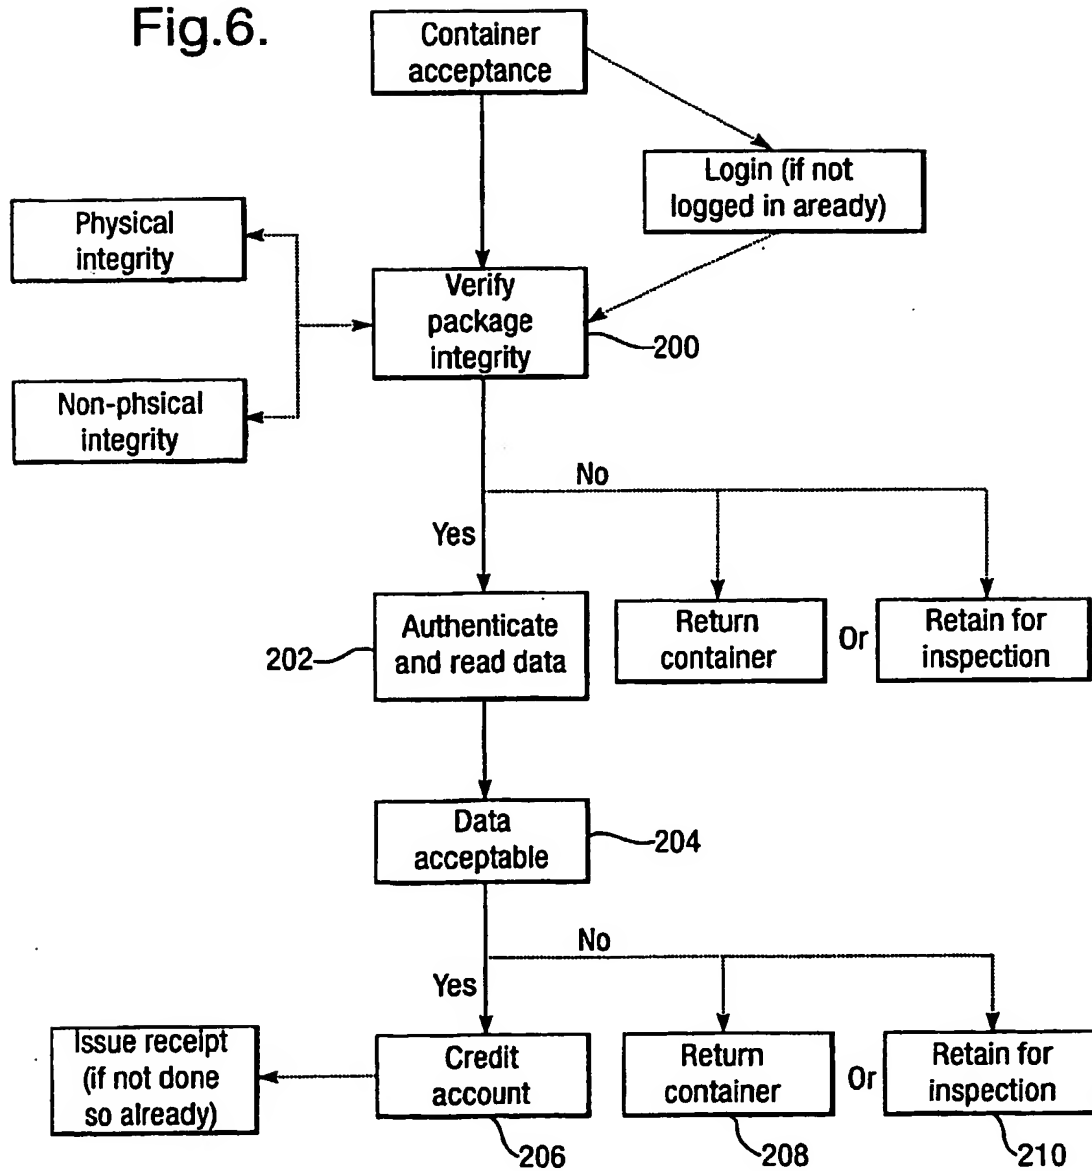 Fig.6.
Container
acceptance
Login (if not
logged in aready)
Physical
integrity
Verify
package
integrity
200
Non-phsical
integrity
No
Yes
202
Authenticate
and read data
Return
container
Or
Retain for
inspection
Data
acceptable
204
No
Yes
Issue receipt
(if not done
so already)
Credit
account
206
Return
container
208
Or
Retain for
inspection
210